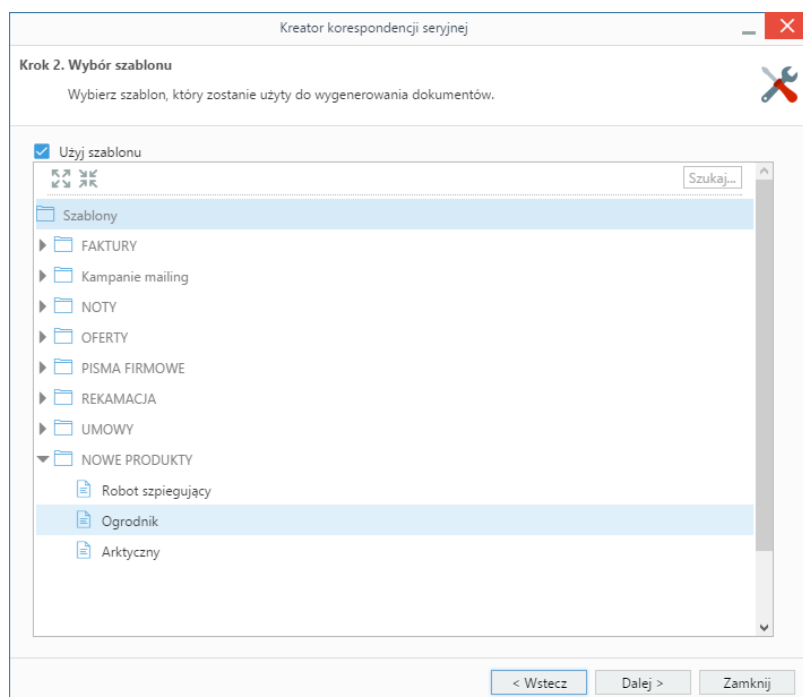 Kreator korespondencji seryjnej
Krok 2. Wybór szablonu
Wybierz szablon, który zostanie użyty do wygenerowania dokumentów.
Użyj szablonu
Szukaj...
Szablony
FAKTURY
Kampanie mailing
NOTY
OFERTY
PISMA FIRMOWE
REKAMACJA
UMOWY
NOWE PRODUKTY
Robot szpiegujący
Ogrodnik
Arktyczny
< Wstecz Dalej > Zamknij